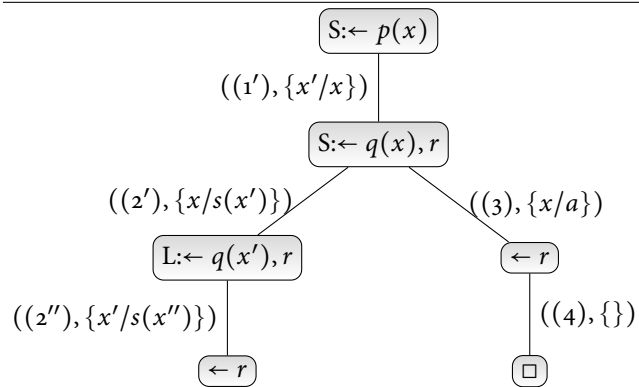 S:← p(x)
((1′), {x′/x})
S:← q(x), r
((2′), {x/s(x′)})
((3), {x/a})
L:← q(x′), r
← r
((2′′), {x′/s(x′′)})
((4), {})
← r
□